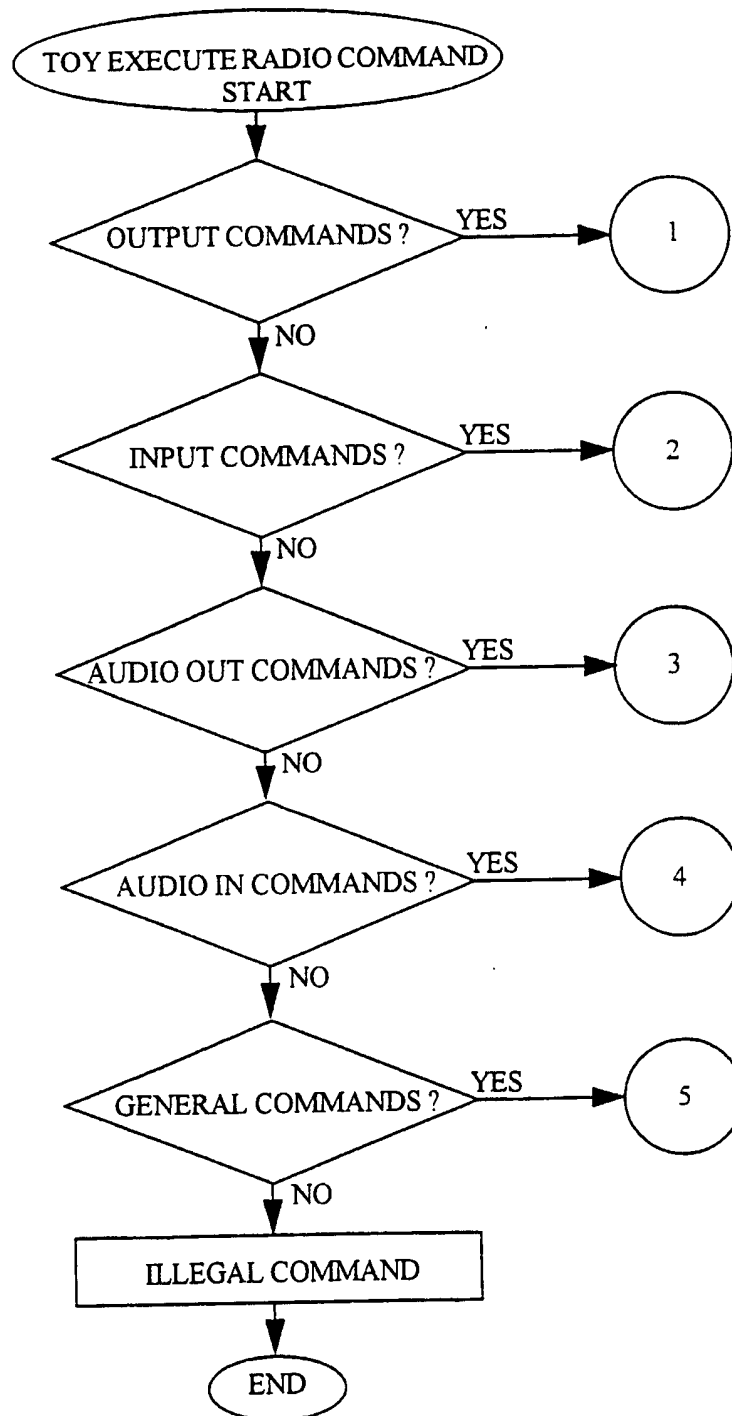 TOY EXECUTE RADIO COMMAND
START
OUTPUT COMMANDS ?
YES
1
NO
INPUT COMMANDS ?
YES
2
NO
AUDIO OUT COMMANDS ?
YES
3
NO
AUDIO IN COMMANDS ?
YES
4
NO
GENERAL COMMANDS ?
YES
5
NO
ILLEGAL COMMAND
END